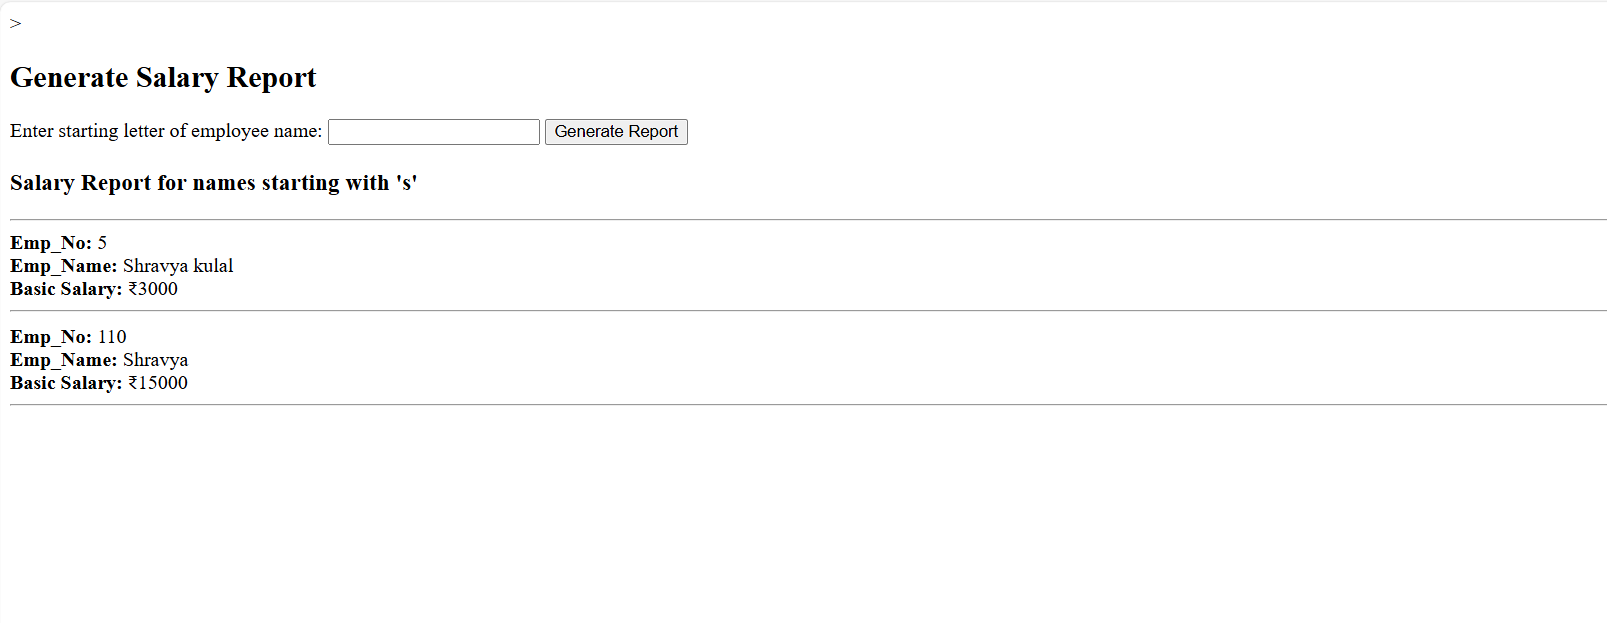 >
Generate Salary Report
Enter starting letter of employee name: Generate Report
Salary Report for names starting with 's'
Emp_No: 5
Emp_Name: Shravya kulal
Basic Salary: ₹3000
Emp_No: 110
Emp_Name: Shravya
Basic Salary: ₹15000